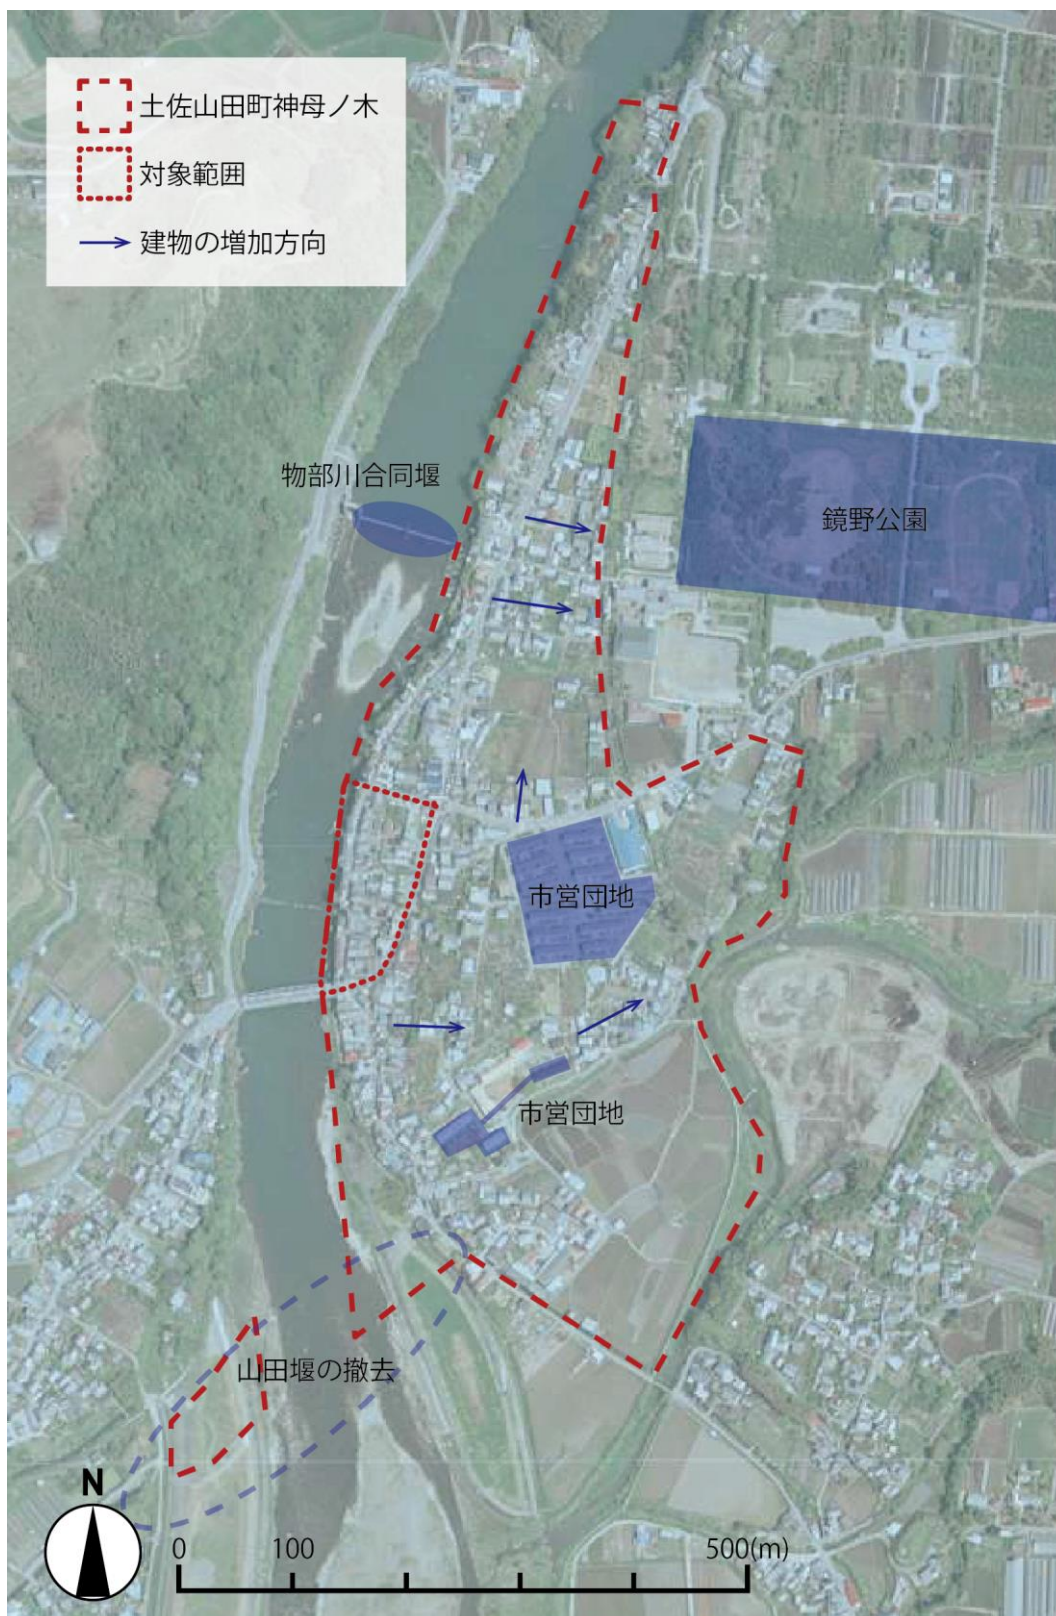 土佐山田町神母ノ木
対象範囲
建物の増加方向
物部川合同堰
鏡野公園
市営団地
市営団地
山田堰の撤去
N
0 100 500(m)